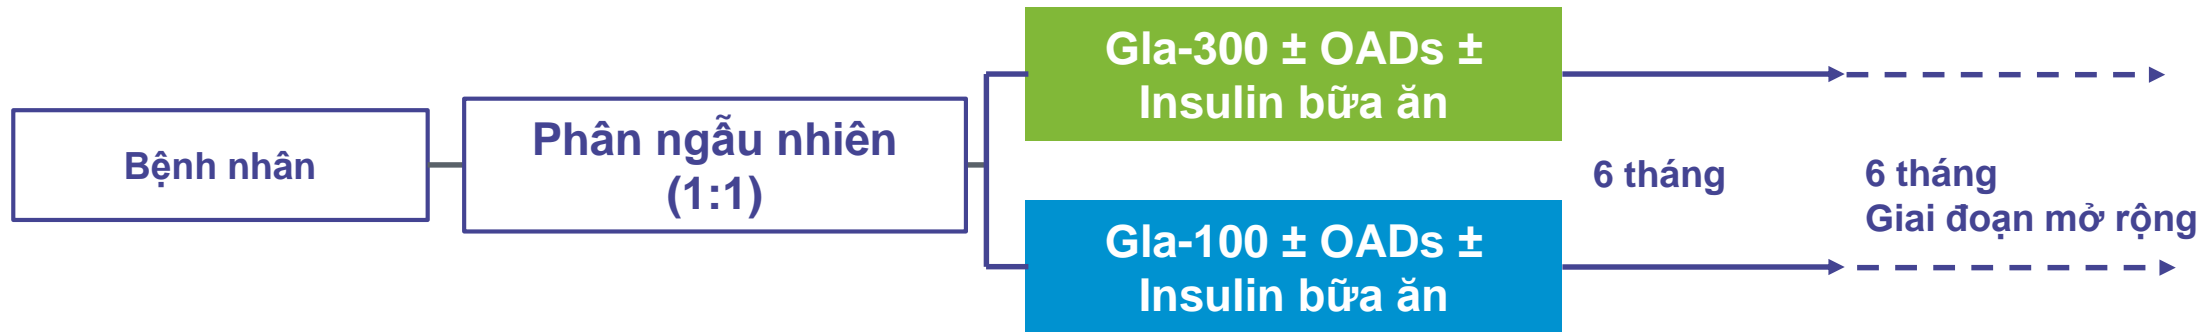 Bệnh nhân
Phân ngẫu nhiên
(1:1)
Gla-300 ± OADs ±
Insulin bữa ăn
Gla-100 ± OADs ±
Insulin bữa ăn
6 tháng
6 tháng
Giai đoạn mở rộng